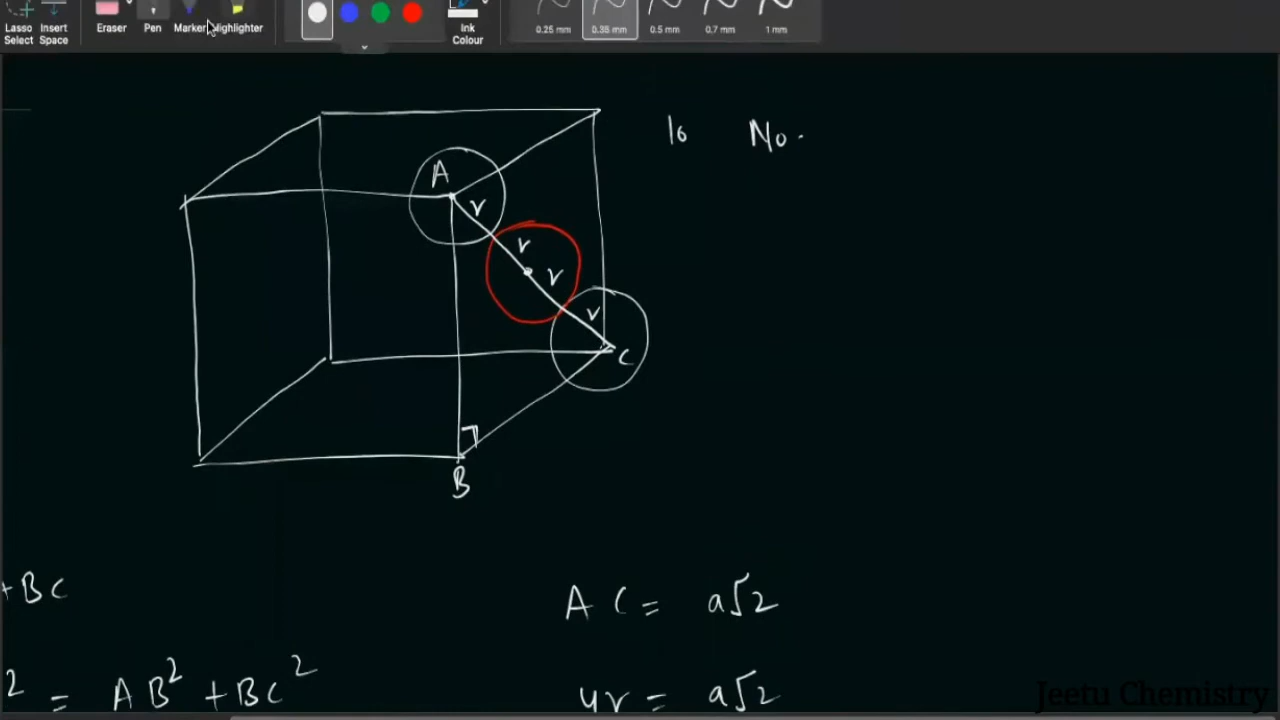 Lasso Select Insert Space Eraser Pen Marker Highlighter Ink Colour 0.25 mm 0.35 mm 0.5 mm 0.7 mm 1 mm
10 No.
A
r
r
r
r
C
B
+BC
AC = a√2
2 = AB² + BC²
4r = a√2
Jeetu Chemistry